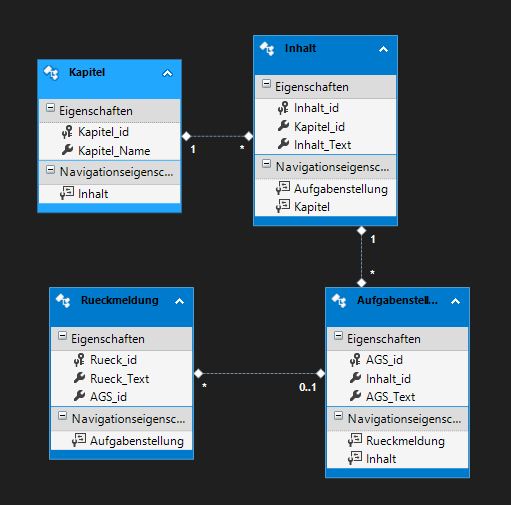 Kapitel
Eigenschaften
Kapitel_id
Kapitel_Name
Navigationseigensc...
Inhalt
Inhalt
Eigenschaften
Inhalt_id
Kapitel_id
Inhalt_Text
Navigationseigensc...
Aufgabenstellung
Kapitel
1
*
1
*
Rueckmeldung
Eigenschaften
Rueck_id
Rueck_Text
AGS_id
Navigationseigensc...
Aufgabenstellung
*
0..1
Aufgabenstell...
Eigenschaften
AGS_id
Inhalt_id
AGS_Text
Navigationseigensc...
Rueckmeldung
Inhalt